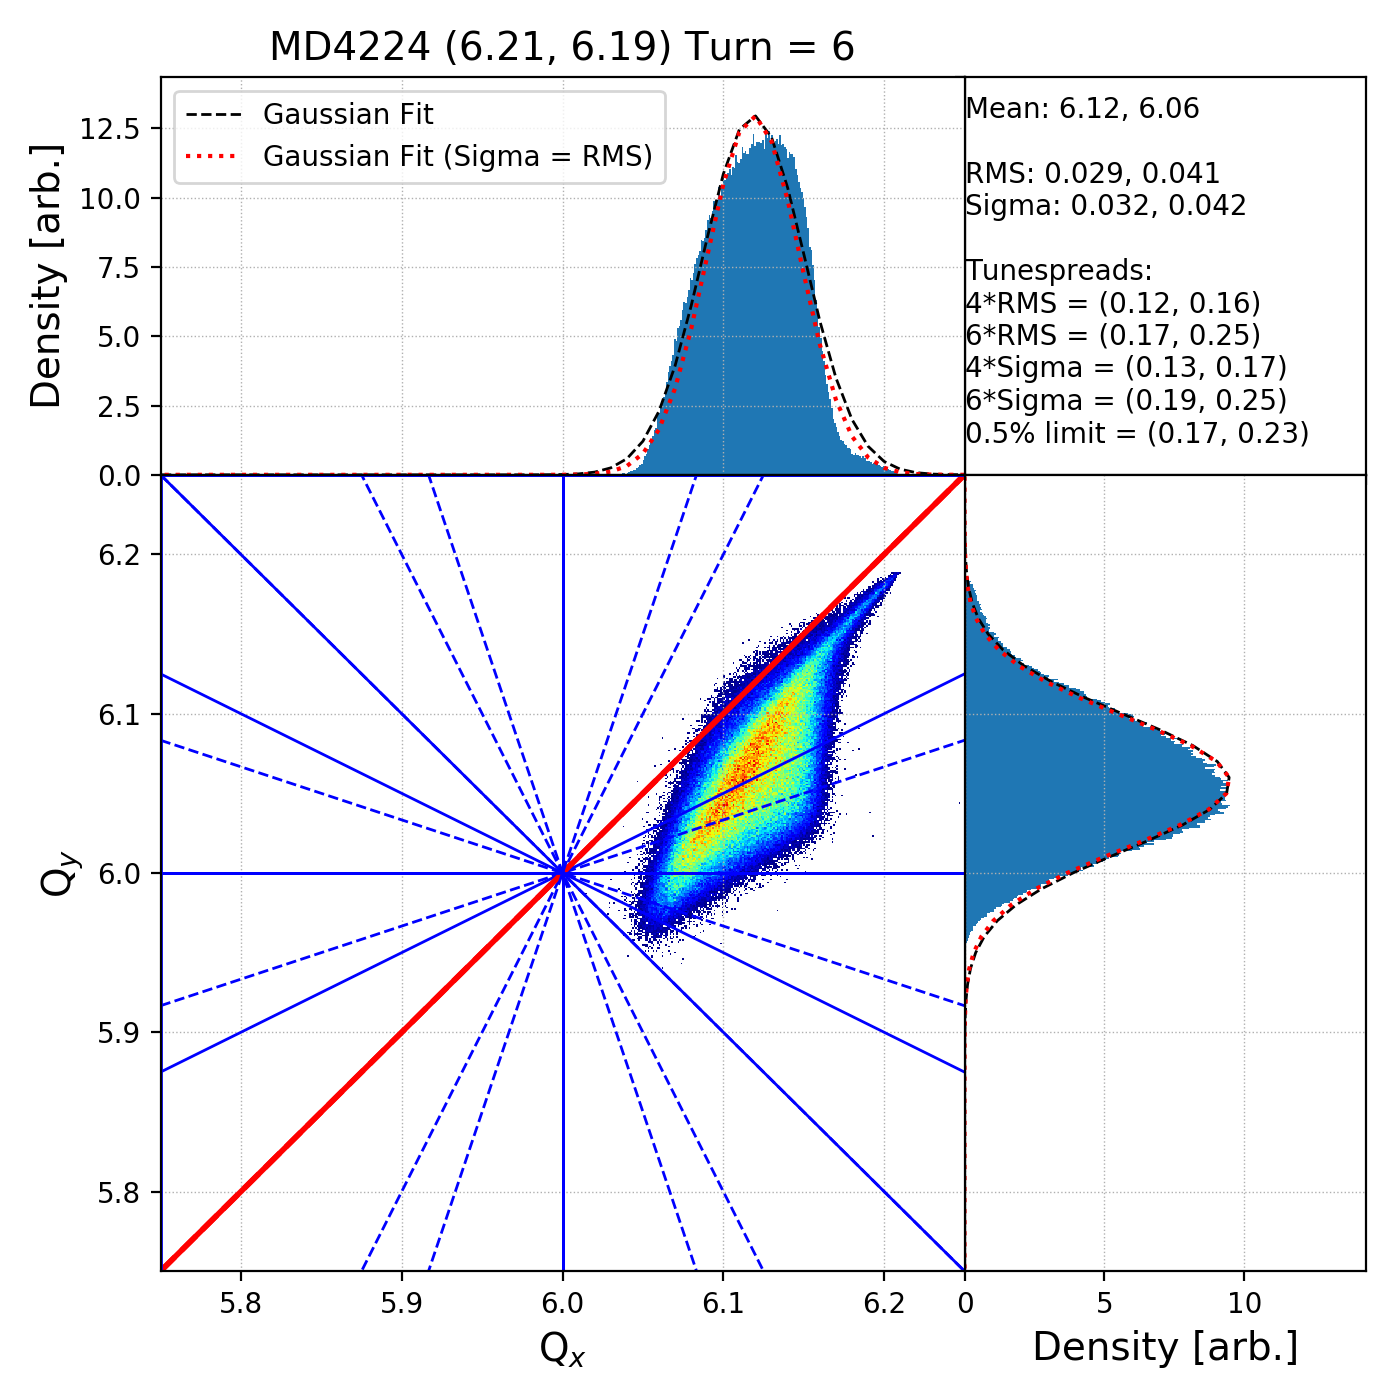 MD4224 (6.21, 6.19) Turn = 6
Gaussian Fit
Gaussian Fit (Sigma = RMS)
Density [arb.]
12.5
10.0
7.5
5.0
2.5
0.0
Mean: 6.12, 6.06
RMS: 0.029, 0.041
Sigma: 0.032, 0.042
Tunespreads:
4*RMS = (0.12, 0.16)
6*RMS = (0.17, 0.25)
4*Sigma = (0.13, 0.17)
6*Sigma = (0.19, 0.25)
0.5% limit = (0.17, 0.23)
Qy
6.2
6.1
6.0
5.9
5.8
5.8 5.9 6.0 6.1 6.2
Qx
0 5 10
Density [arb.]